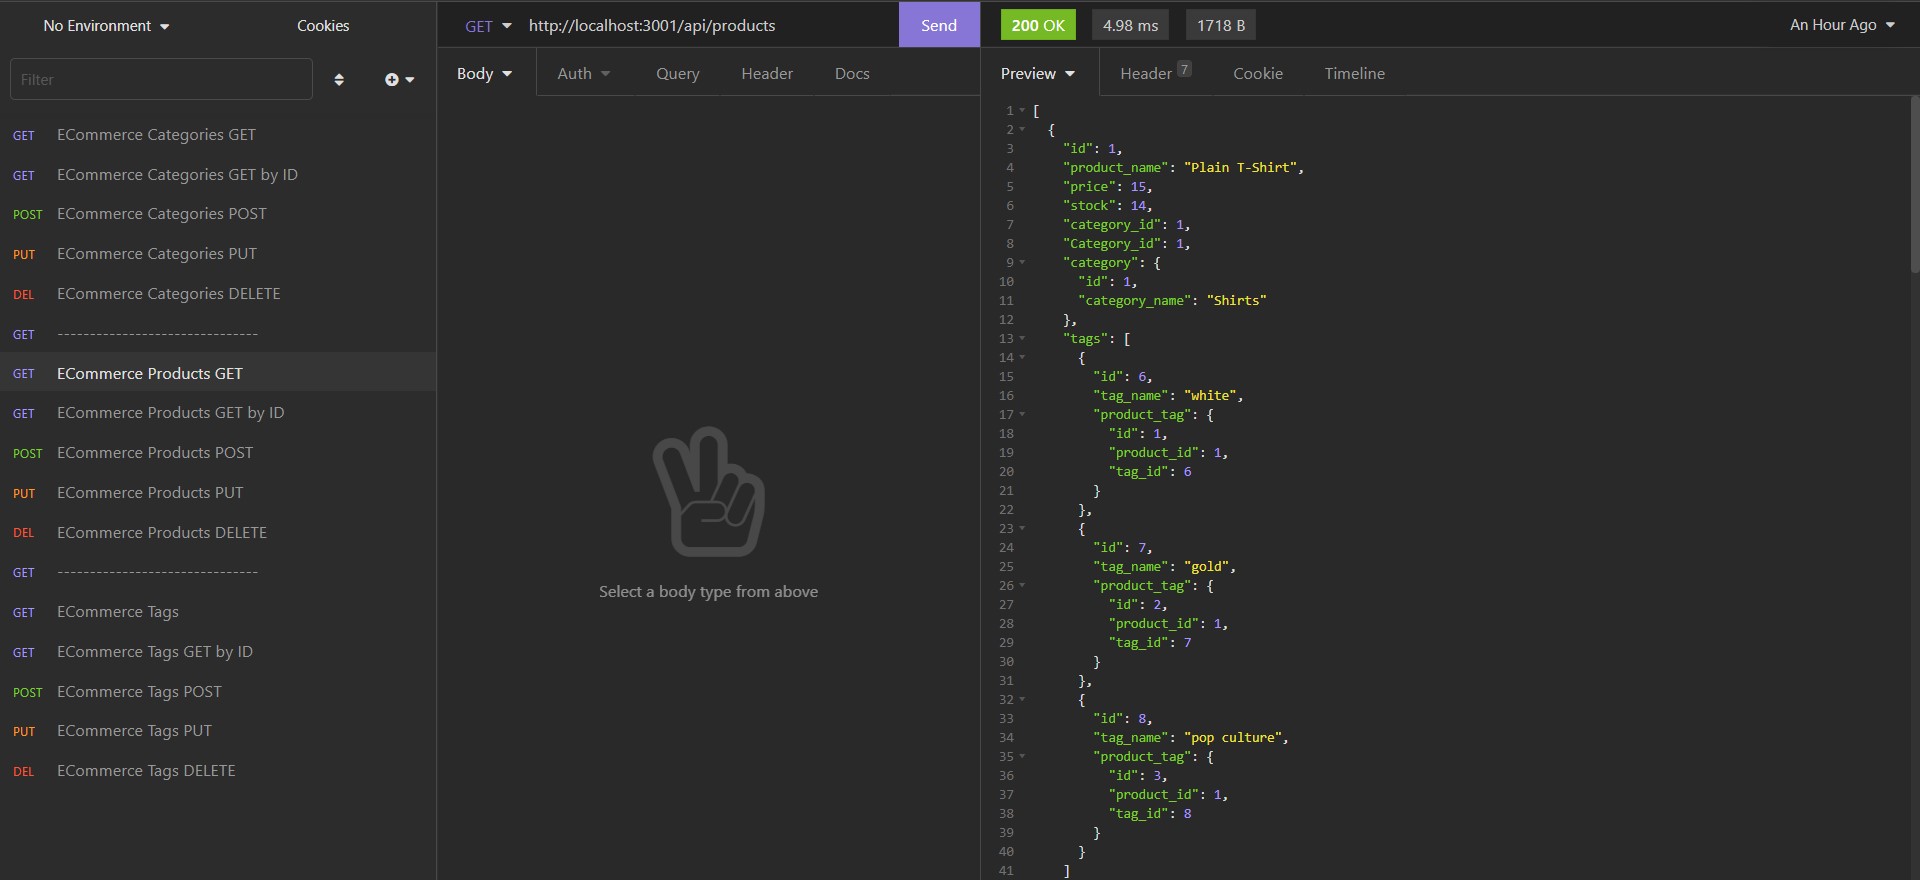 No Environment
Cookies
Filter
GET ECommerce Categories GET
GET ECommerce Categories GET by ID
POST ECommerce Categories POST
PUT ECommerce Categories PUT
DEL ECommerce Categories DELETE
GET -------------------------------
GET ECommerce Products GET
GET ECommerce Products GET by ID
POST ECommerce Products POST
PUT ECommerce Products PUT
DEL ECommerce Products DELETE
GET -------------------------------
GET ECommerce Tags
GET ECommerce Tags GET by ID
POST ECommerce Tags POST
PUT ECommerce Tags PUT
DEL ECommerce Tags DELETE
GET http://localhost:3001/api/products Send
Body Auth Query Header Docs
Select a body type from above
200 OK 4.98 ms 1718 B An Hour Ago
Preview Header 7 Cookie Timeline
1 [
2 {
3 "id": 1,
4 "product_name": "Plain T-Shirt",
5 "price": 15,
6 "stock": 14,
7 "category_id": 1,
8 "Category_id": 1,
9 "category": {
10 "id": 1,
11 "category_name": "Shirts"
12 },
13 "tags": [
14 {
15 "id": 6,
16 "tag_name": "white",
17 "product_tag": {
18 "id": 1,
19 "product_id": 1,
20 "tag_id": 6
21 }
22 },
23 {
24 "id": 7,
25 "tag_name": "gold",
26 "product_tag": {
27 "id": 2,
28 "product_id": 1,
29 "tag_id": 7
30 }
31 },
32 {
33 "id": 8,
34 "tag_name": "pop culture",
35 "product_tag": {
36 "id": 3,
37 "product_id": 1,
38 "tag_id": 8
39 }
40 }
41 ]